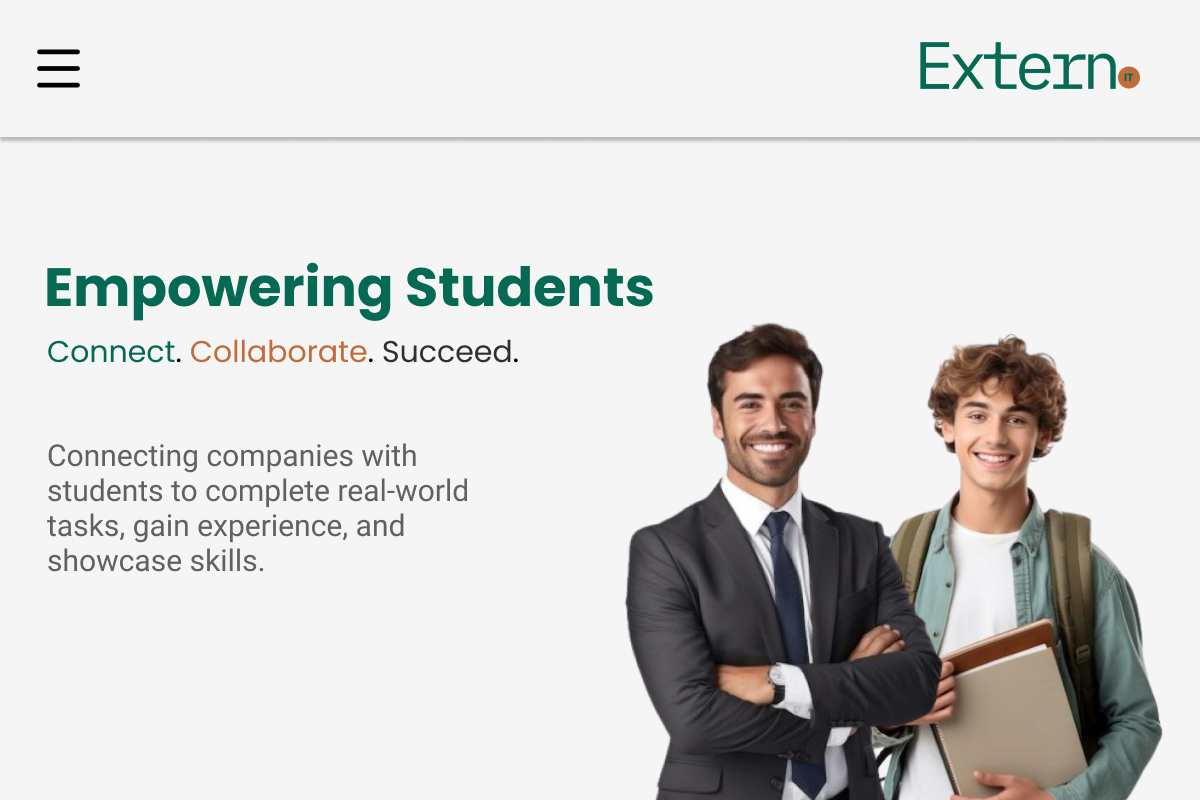 Extern IT
Empowering Students
Connect. Collaborate. Succeed.
Connecting companies with
students to complete real-world
tasks, gain experience, and
showcase skills.